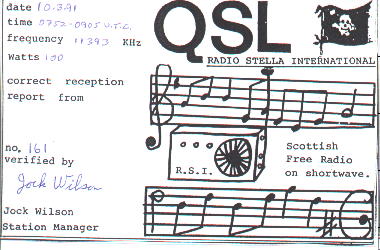 date 10.3.91
time 0752-0905 U.T.C.
frequency 11393 KHz
Watts 100
correct reception
report from
no. 161
verified by
Jock Wilson
Jock Wilson
Station Manager
QSL
RADIO STELLA INTERNATIONAL
R.S.I.
Scottish
Free Radio
on shortwave.